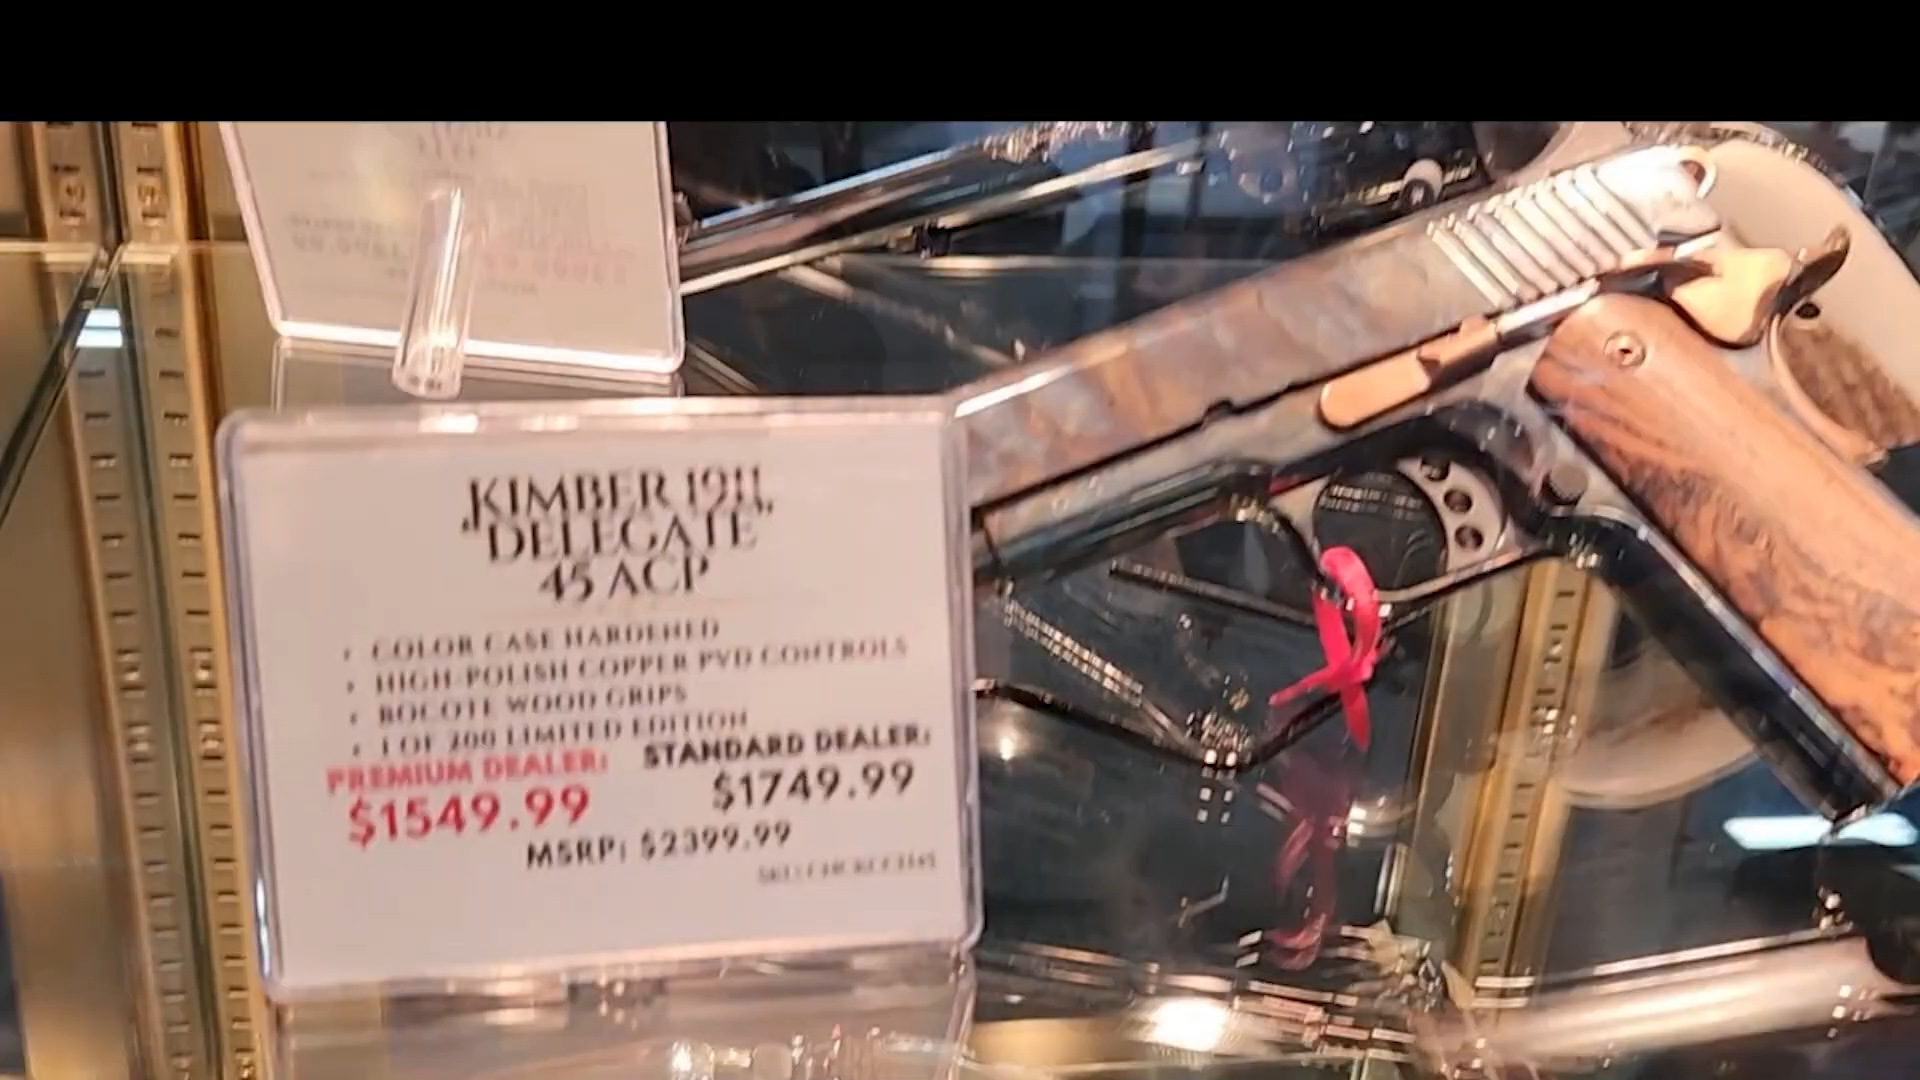 KIMBER 1911
"DELEGATE"
45 ACP
• COLOR CASE HARDENED
• HIGH-POLISH COPPER PVD CONTROLS
• BOCOTE WOOD GRIPS
• 1 OF 200 LIMITED EDITION
PREMIUM DEALER: STANDARD DEALER:
$1549.99 $1749.99
MSRP: $2399.99